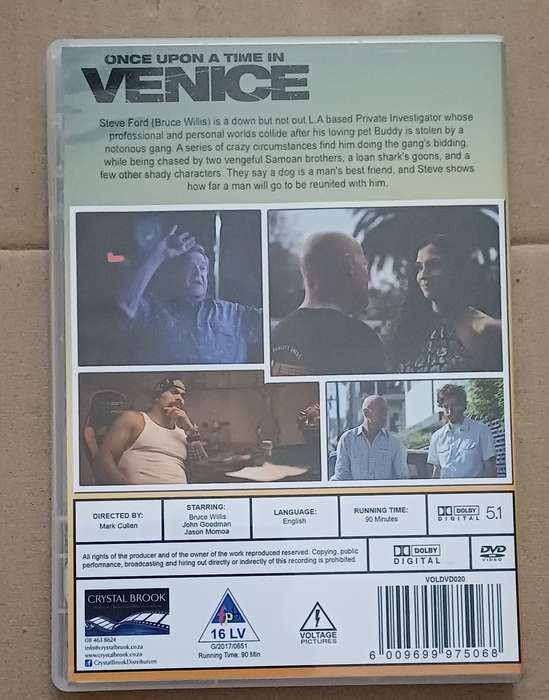 ONCE UPON A TIME IN
VENICE
Steve Ford (Bruce Willis) is a down but not out L.A based Private Investigator whose
professional and personal worlds collide after his loving pet Buddy is stolen by a
notorious gang. A series of crazy circumstances find him doing the gang's bidding,
while being chased by two vengeful Samoan brothers, a loan shark's goons, and a
few other shady characters. They say a dog is a man's best friend, and Steve shows
how far a man will go to be reunited with him.
DIRECTED BY:
Mark Cullen
STARRING:
Bruce Willis
John Goodman
Jason Momoa
LANGUAGE:
English
RUNNING TIME:
90 Minutes
DOLBY
DIGITAL 5.1
All rights of the producer and of the owner of the work reproduced reserved. Copying, public
performance, broadcasting and hiring out directly or indirectly of this recording is prohibited.
DOLBY
DIGITAL
DVD
VIDEO
CRYSTAL BROOK
08 463 8624
info@crystalbrook.co.za
www.crystalbrook.co.za
CrystalBrookDistribution
16 LV
G/2017/0551
Running Time: 90 Min
VOLTAGE
PICTURES
VOLDVD020
6 009699 975068